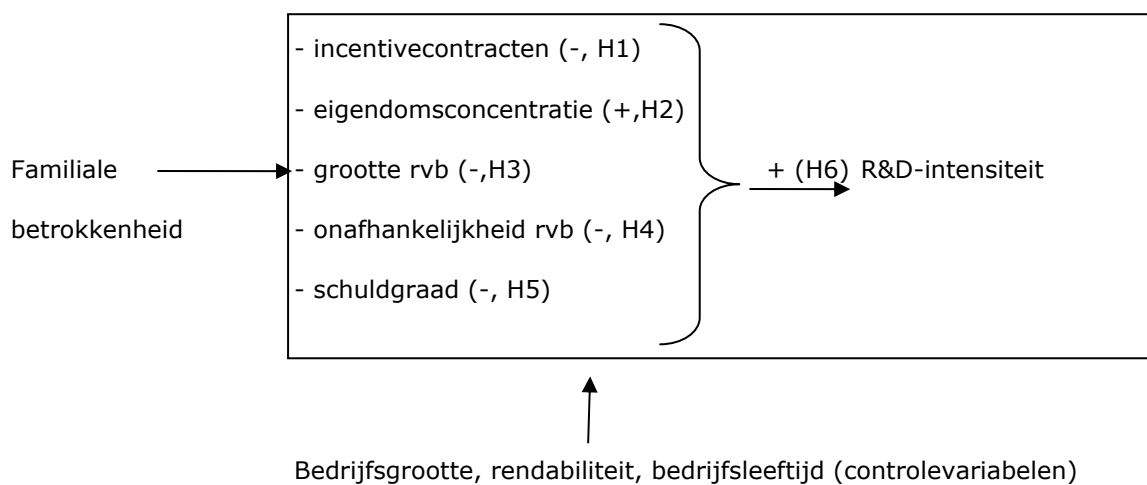 - incentivecontracten (-, H1)
- eigendomsconcentratie (+,H2)
Familiale
- grootte rvb (-,H3)
+ (H6) R&D-intensiteit
betrokkenheid
- onafhankelijkheid rvb (-, H4)
- schuldgraad (-, H5)
Bedrijfsgrootte, rendabiliteit, bedrijfsleeftijd (controlevariabelen)